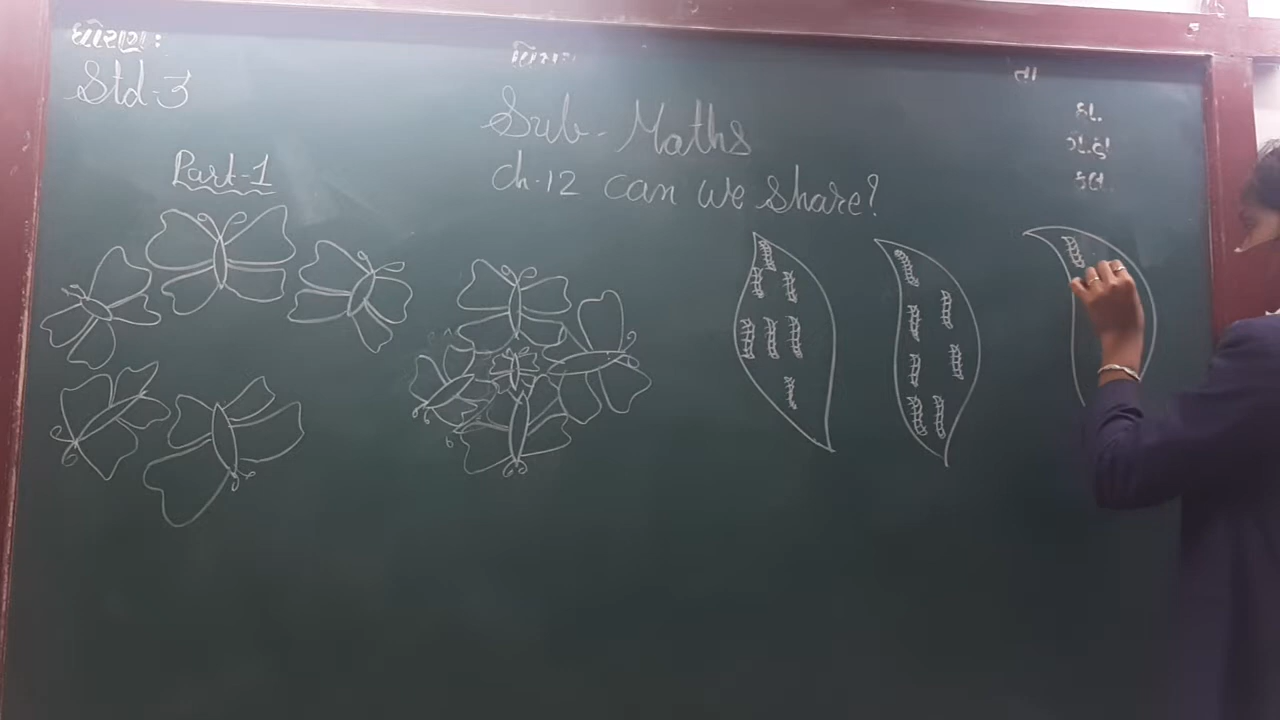 ધોરણ :
Std-3
Sub - Maths
Part-1
ch-12 can we share?
તા